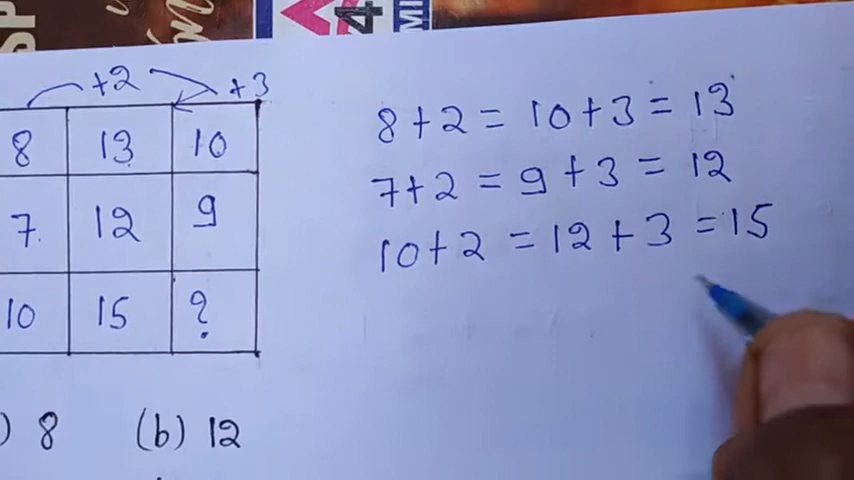 +2 +3
8 13 10
7. 12 9
10 15 ?
) 8 (b) 12
8+2 = 10+3 = 13
7+2 = 9+3 = 12
10+2 = 12+3 = 15